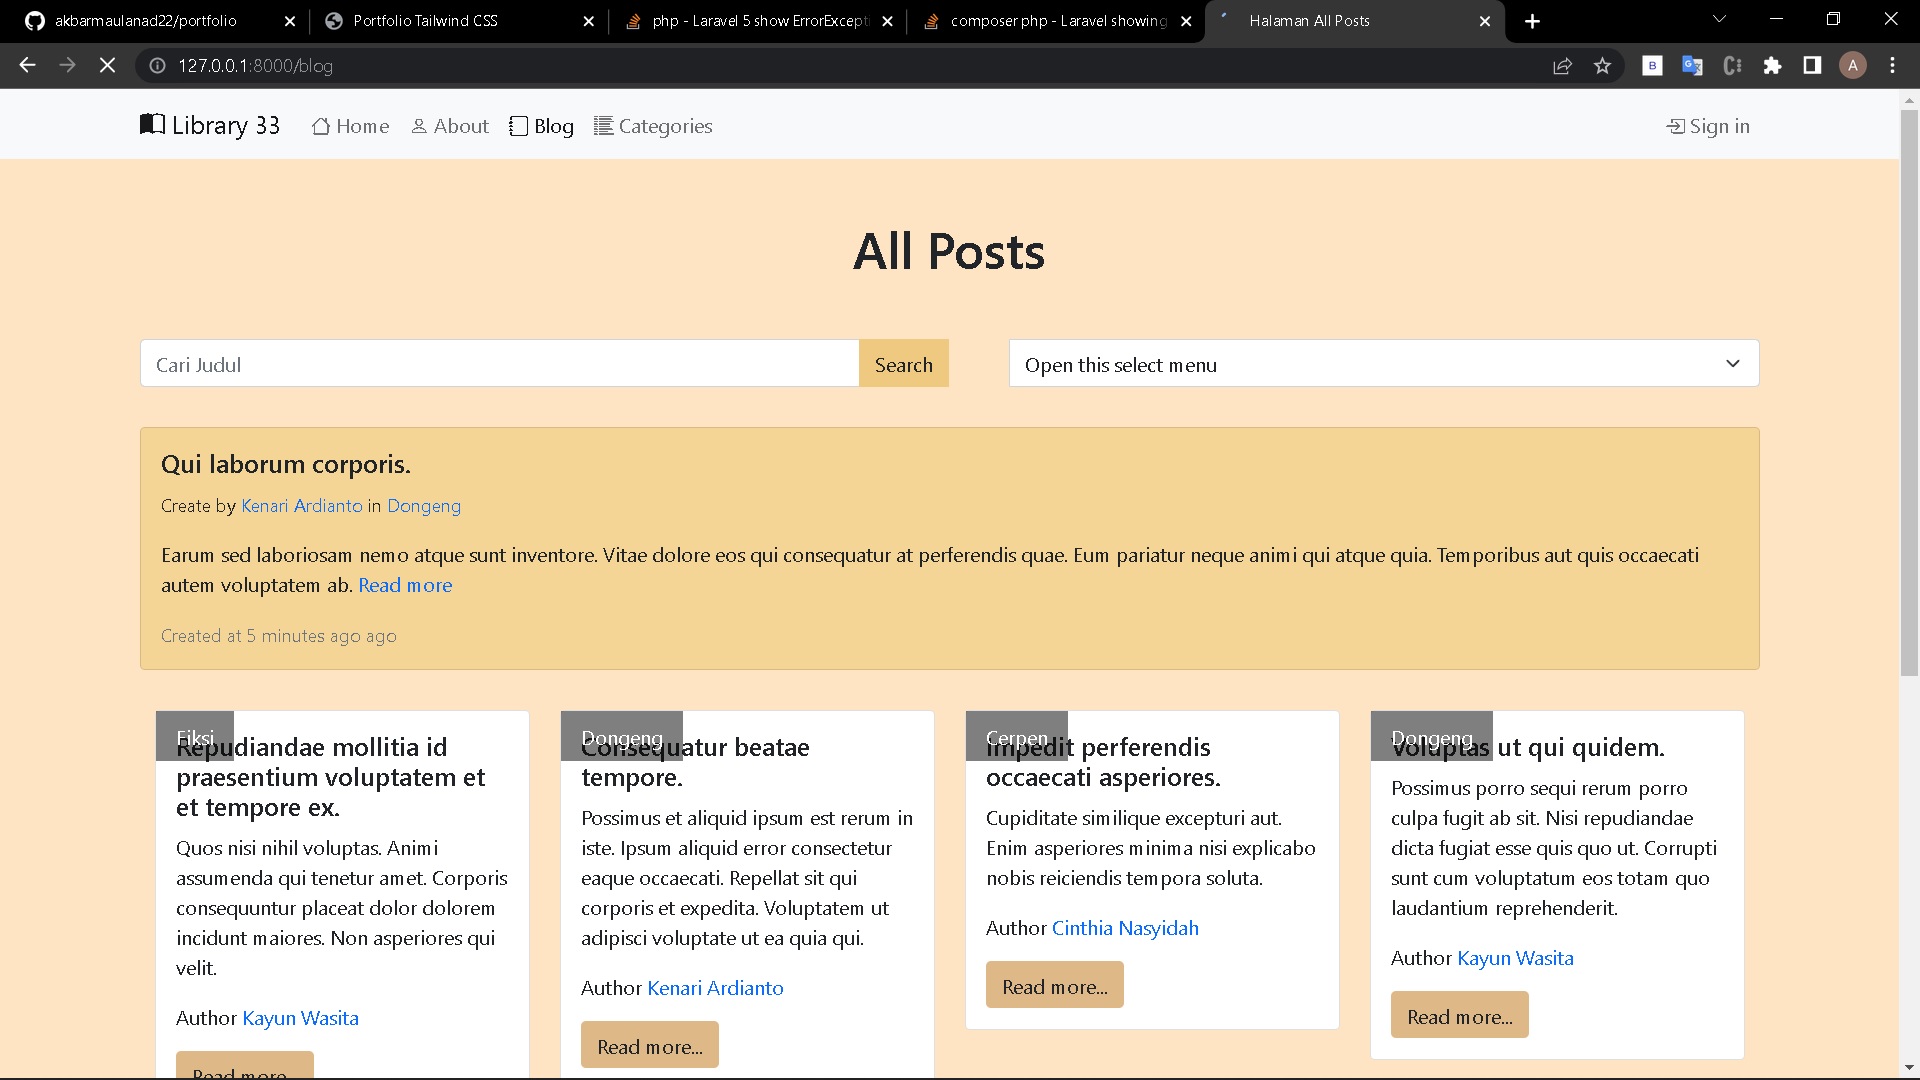 akbarmaulanad22/portfolio
Portfolio Tailwind CSS
php - Laravel 5 show ErrorExcept
composer php - Laravel showing
Halaman All Posts
127.0.0.1:8000/blog
B
A
Library 33
Home
About
Blog
Categories
Sign in
All Posts
Cari Judul
Search
Open this select menu
Qui laborum corporis.
Create by Kenari Ardianto in Dongeng
Earum sed laboriosam nemo atque sunt inventore. Vitae dolore eos qui consequatur at perferendis quae. Eum pariatur neque animi qui atque quia. Temporibus aut quis occaecati
autem voluptatem ab. Read more
Created at 5 minutes ago ago
Fiksi
Repudiandae mollitia id
praesentium voluptatem et
et tempore ex.
Quos nisi nihil voluptas. Animi
assumenda qui tenetur amet. Corporis
consequuntur placeat dolor dolorem
incidunt maiores. Non asperiores qui
velit.
Author Kayun Wasita
Read more...
Dongeng
Consequatur beatae
tempore.
Possimus et aliquid ipsum est rerum in
iste. Ipsum aliquid error consectetur
eaque occaecati. Repellat sit qui
corporis et expedita. Voluptatem ut
adipisci voluptate ut ea quia qui.
Author Kenari Ardianto
Read more...
Cerpen
Impedit perferendis
occaecati asperiores.
Cupiditate similique excepturi aut.
Enim asperiores minima nisi explicabo
nobis reiciendis tempora soluta.
Author Cinthia Nasyidah
Read more...
Dongeng
Voluptas ut qui quidem.
Possimus porro sequi rerum porro
culpa fugit ab sit. Nisi repudiandae
dicta fugiat esse quis quo ut. Corrupti
sunt cum voluptatum eos totam quo
laudantium reprehenderit.
Author Kayun Wasita
Read more...